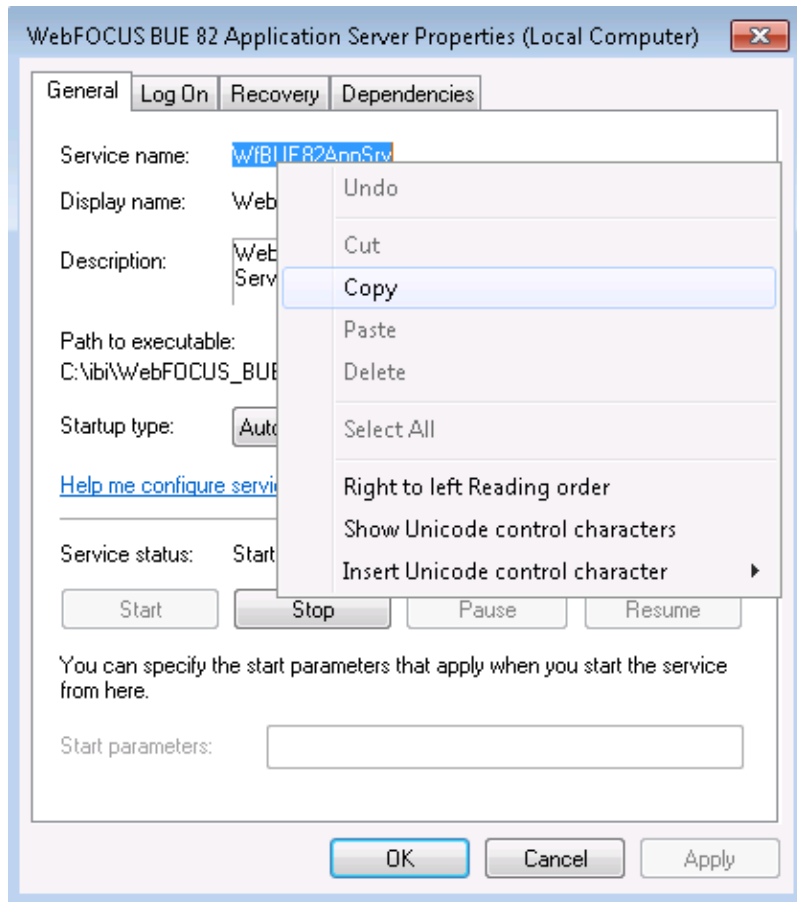 WebFOCUS BUE 82 Application Server Properties (Local Computer)
General Log On Recovery Dependencies
Service name: WfBUE82AppSrv
Display name: Web
Description: Web
Serv
Path to executable:
C:\ibi\WebFOCUS_BUE
Startup type: Auto
Help me configure servi
Service status: Start
Undo
Cut
Copy
Paste
Delete
Select All
Right to left Reading order
Show Unicode control characters
Insert Unicode control character
Start Stop Pause Resume
You can specify the start parameters that apply when you start the service
from here.
Start parameters:
OK Cancel Apply